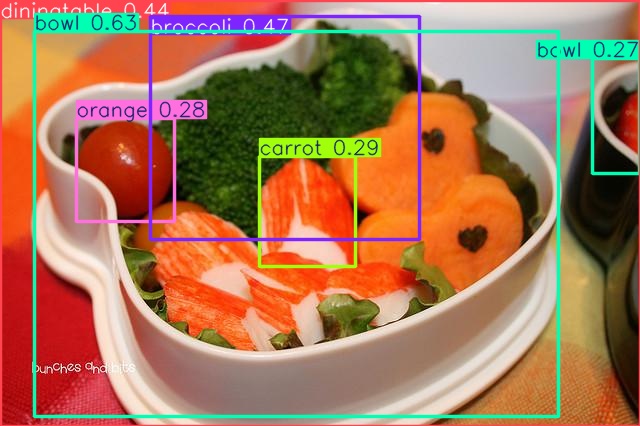 diningtable 0.44
bowl 0.63
broccoli 0.47
bowl 0.27
orange 0.28
carrot 0.29
bunches and bits